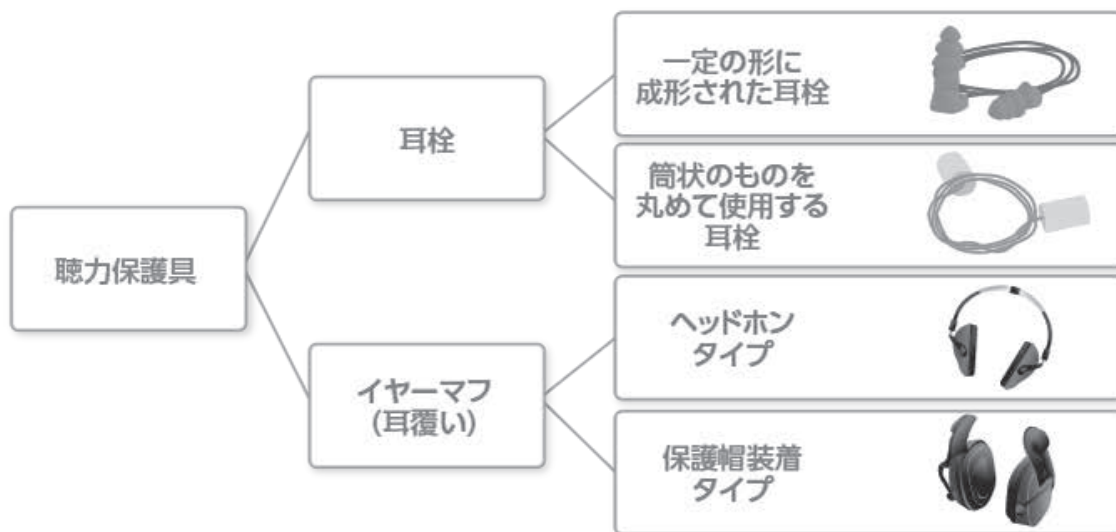 聴力保護具
耳栓
一定の形に
成形された耳栓
筒状のものを
丸めて使用する
耳栓
イヤーマフ
(耳覆い)
ヘッドホン
タイプ
保護帽装着
タイプ